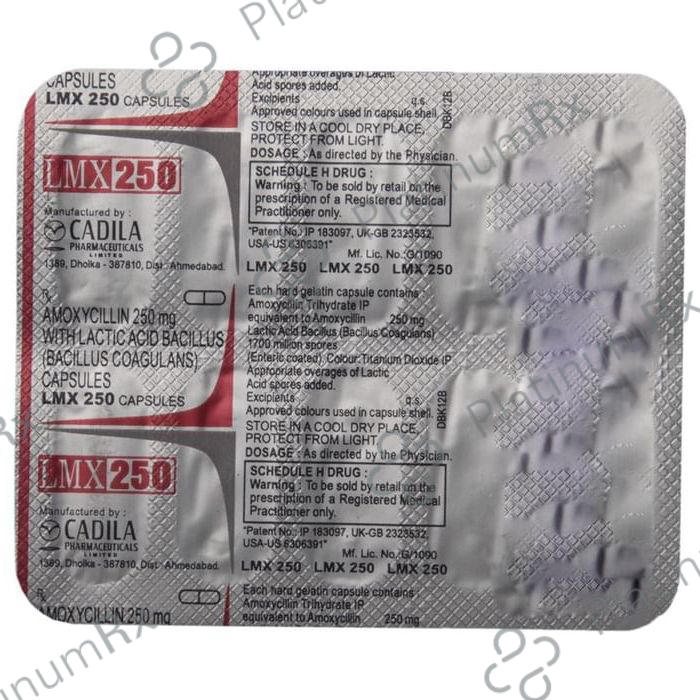 CAPSULES
LMX 250 CAPSULES
LMX 250
Manufactured by :
CADILA
PHARMACEUTICALS
LIMITED
1389, Dholka - 387810, Dist : Ahmedabad.
Rx
AMOXYCILLIN 250 mg
WITH LACTIC ACID BACILLUS
(BACILLUS COAGULANS)
CAPSULES
LMX 250 CAPSULES
LMX 250
Manufactured by :
CADILA
PHARMACEUTICALS
LIMITED
1389, Dholka - 387810, Dist : Ahmedabad.
Rx
AMOXYCILLIN 250 mg
Appropriate overages of Lactic
Acid spores added.
Excipients q.s.
Approved colours used in capsule shell.
STORE IN A COOL DRY PLACE,
PROTECT FROM LIGHT.
DOSAGE : As directed by the Physician.
SCHEDULE H DRUG :
Warning : To be sold by retail on the
prescription of a Registered Medical
Practitioner only.
"Patent No.: IP 183097, UK-GB 2323532,
USA-US 6306391"
Mf. Lic. No.: G/1090
LMX 250 LMX 250 LMX 250
Each hard gelatin capsule contains :
Amoxycillin Trihydrate IP
equivalent to Amoxycillin 250 mg
Lactic Acid Bacillus (Bacillus Coagulans)
1700 million spores
(Enteric coated). Colour: Titanium Dioxide IP
Appropriate overages of Lactic
Acid spores added.
Excipients q.s.
Approved colours used in capsule shell.
STORE IN A COOL DRY PLACE,
PROTECT FROM LIGHT.
DOSAGE : As directed by the Physician.
SCHEDULE H DRUG :
Warning : To be sold by retail on the
prescription of a Registered Medical
Practitioner only.
"Patent No.: IP 183097, UK-GB 2323532,
USA-US 6306391"
Mf. Lic. No.: G/1090
LMX 250 LMX 250 LMX 250
Each hard gelatin capsule contains :
Amoxycillin Trihydrate IP
equivalent to Amoxycillin 250 mg
DBK12B
DBK12B
PlatinumRx
PlatinumRx
PlatinumRx